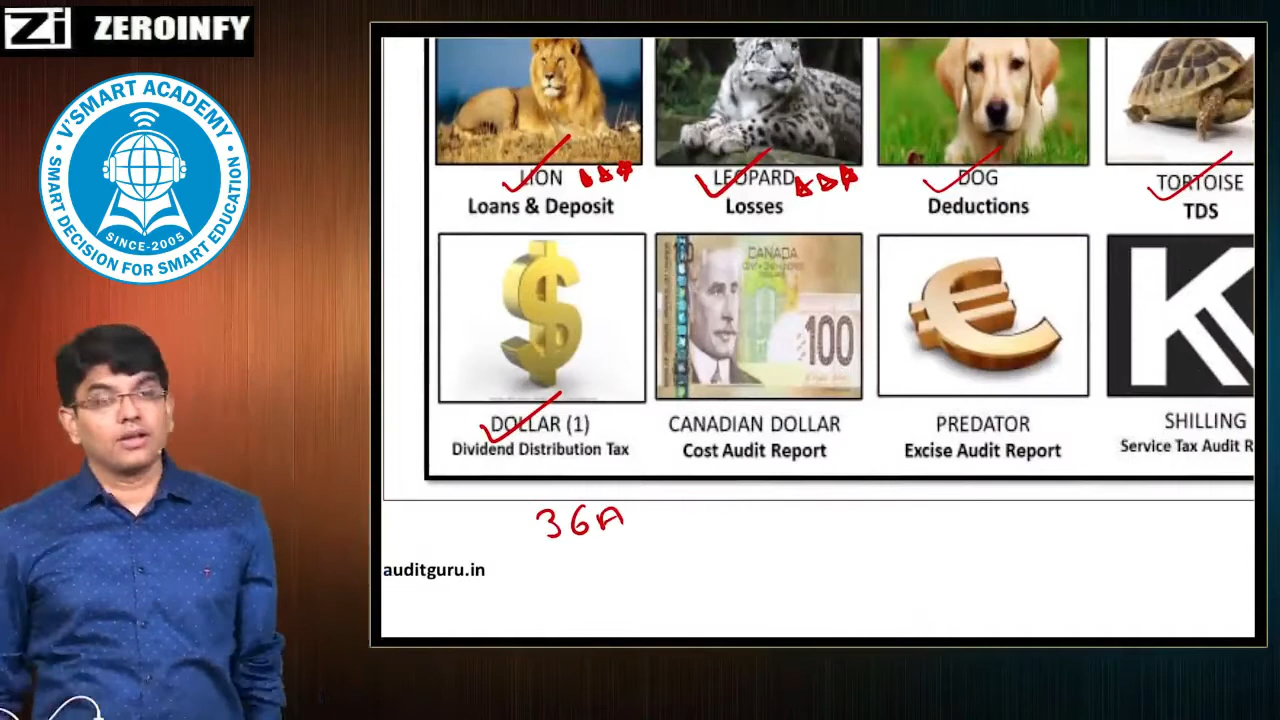 Zi ZEROINFY
V'SMART ACADEMY
SINCE-2005
SMART DECISION FOR SMART EDUCATION
LION
Loans & Deposit
LEOPARD
Losses
DOG
Deductions
TORTOISE
TDS
CANADA
100
DOLLAR (1)
Dividend Distribution Tax
CANADIAN DOLLAR
Cost Audit Report
PREDATOR
Excise Audit Report
SHILLING
Service Tax Audit R
36A
auditguru.in